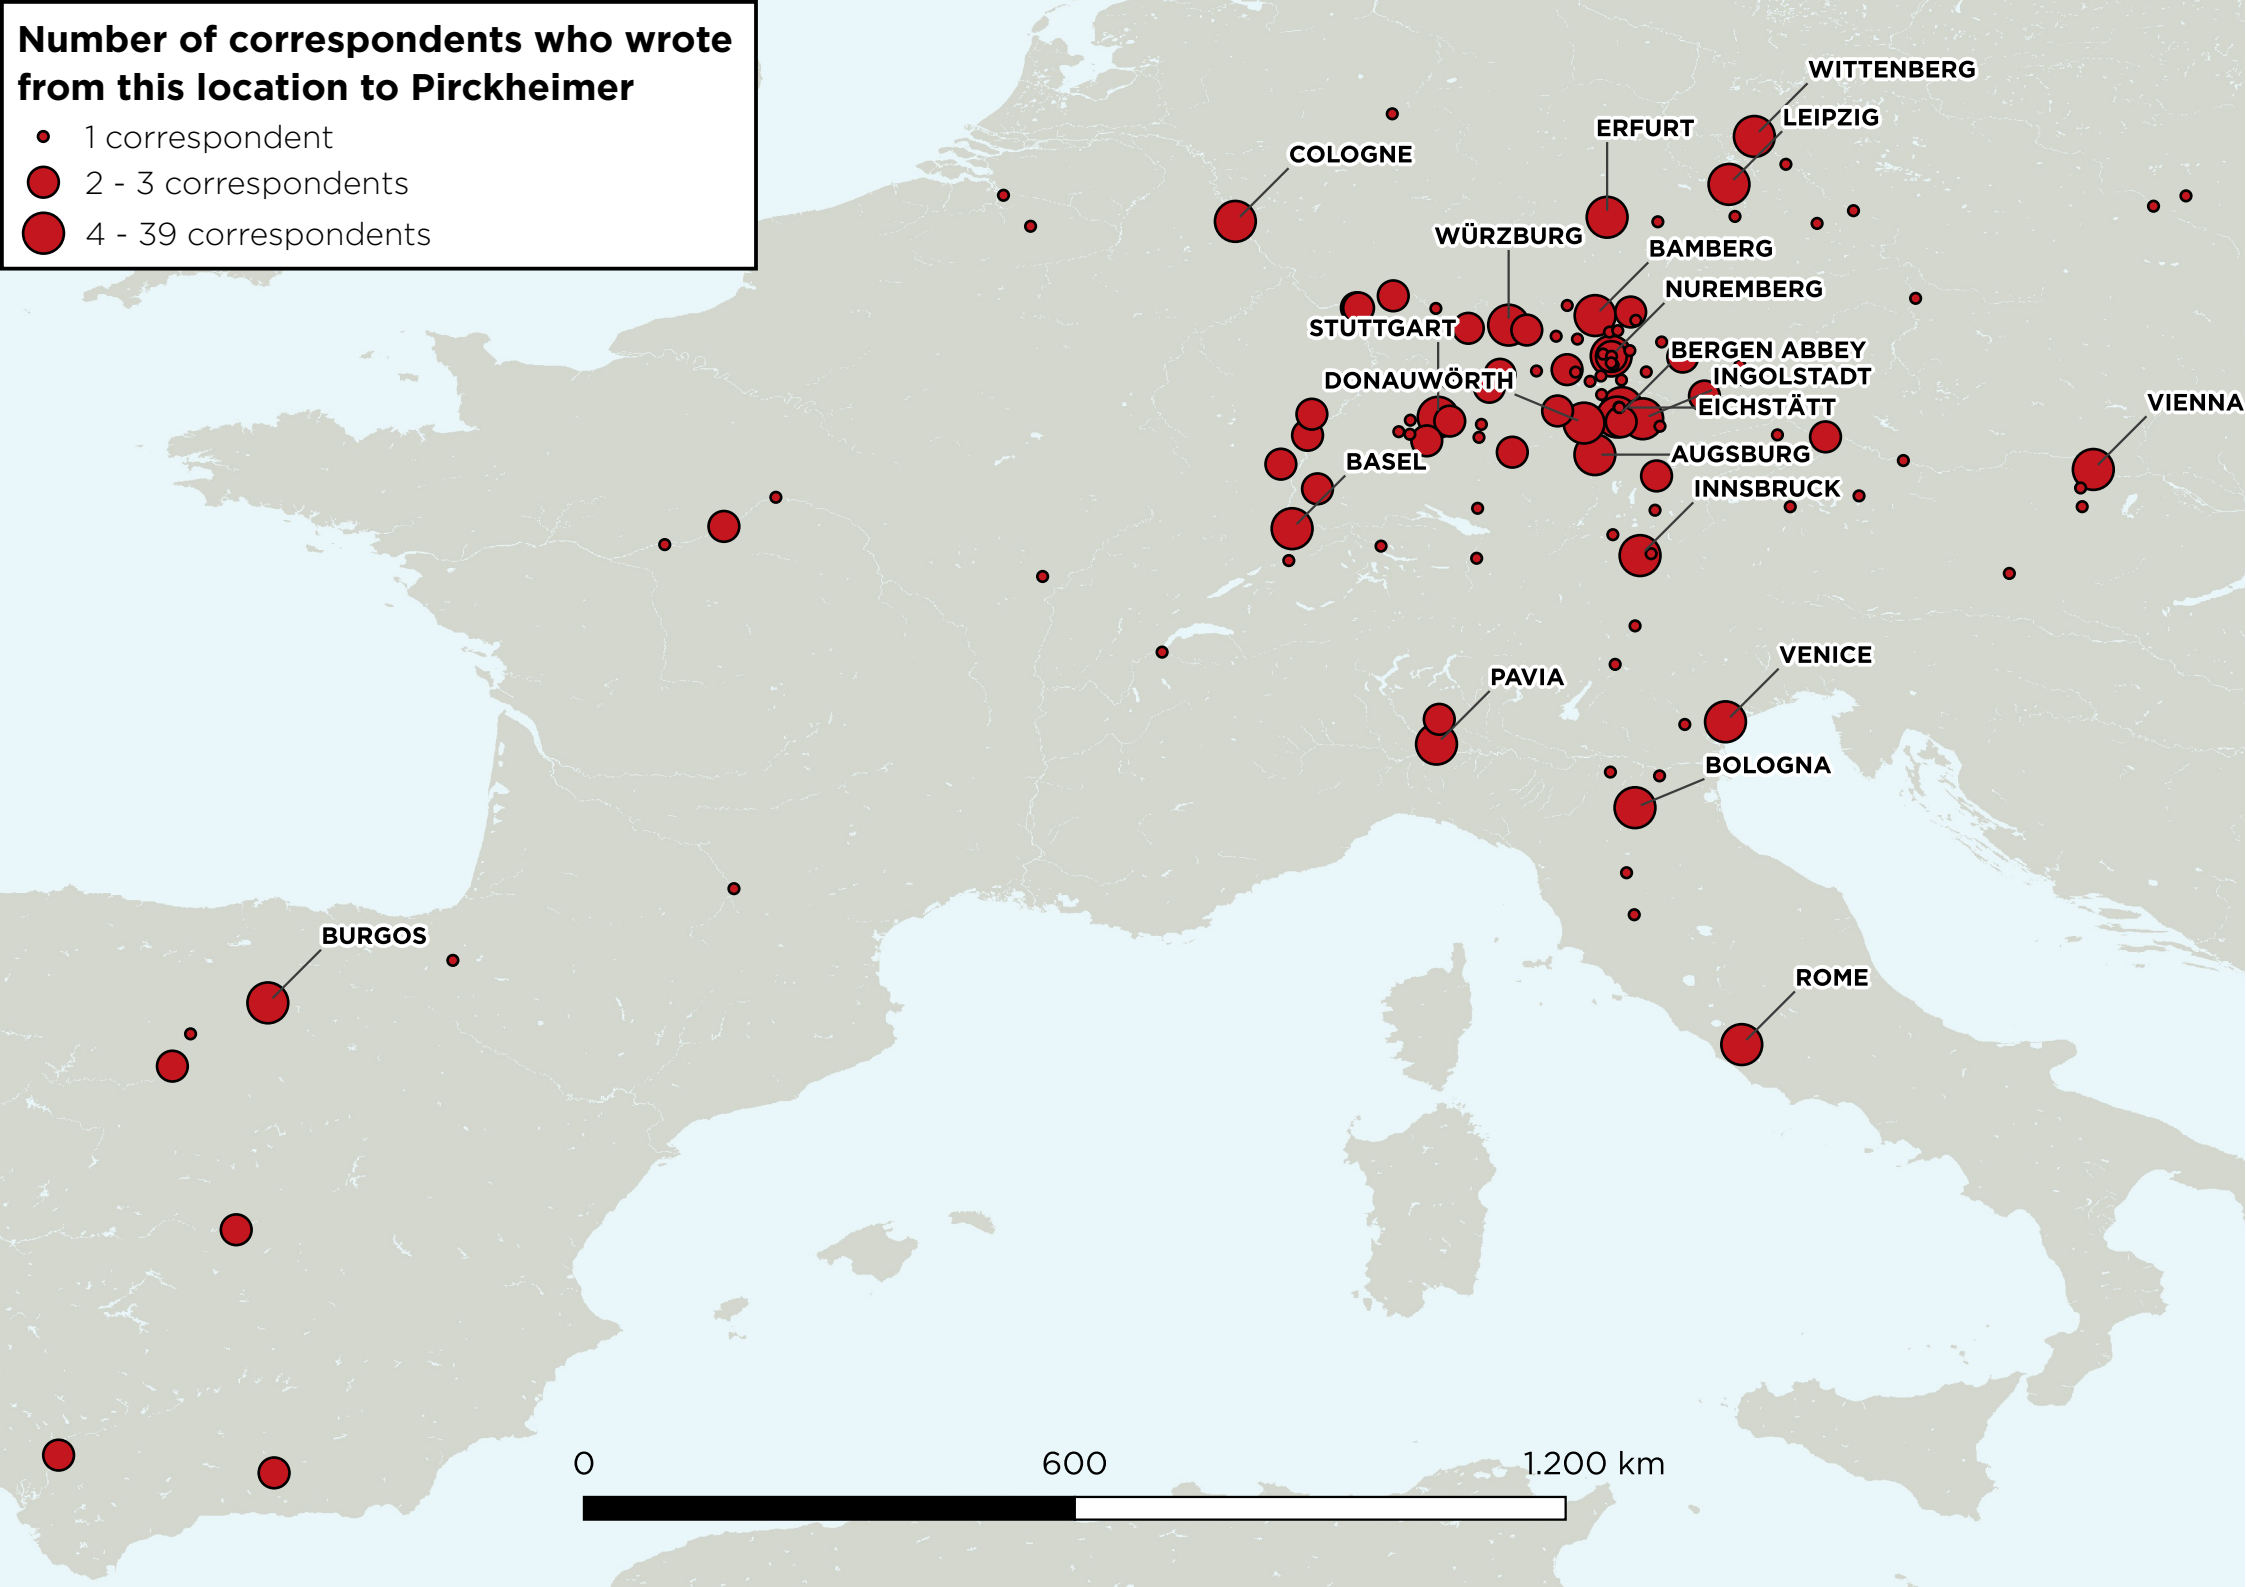 Number of correspondents who wrote
from this location to Pirckheimer
1 correspondent
2 - 3 correspondents
4 - 39 correspondents
WITTENBERG
LEIPZIG
ERFURT
COLOGNE
WÜRZBURG
BAMBERG
NUREMBERG
STUTTGART
BERGEN ABBEY
INGOLSTADT
DONAUWÖRTH
EICHSTÄTT
VIENNA
AUGSBURG
BASEL
INNSBRUCK
VENICE
PAVIA
BOLOGNA
BURGOS
ROME
0 600 1.200 km